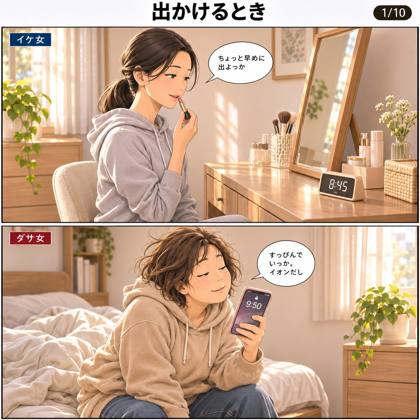 出かけるとき
1/10
イケ女
ちょっと早めに
出よっか
8:45
ダサ女
すっぴんで
いっか。
イオンだし
9:50